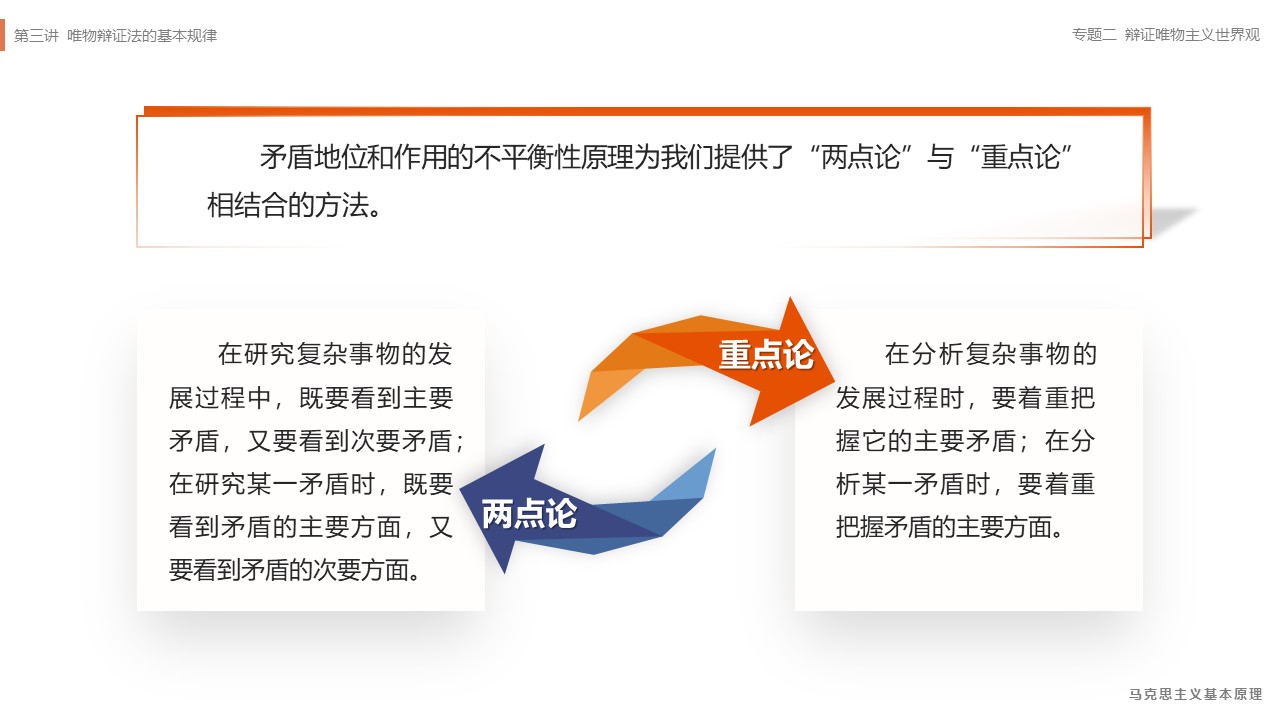 第三讲 唯物辩证法的基本规律
专题二 辩证唯物主义世界观
矛盾地位和作用的不平衡性原理为我们提供了“两点论”与“重点论”
相结合的方法。
在研究复杂事物的发
展过程中，既要看到主要
矛盾，又要看到次要矛盾；
在研究某一矛盾时，既要
看到矛盾的主要方面，又
要看到矛盾的次要方面。
两点论
重点论
在分析复杂事物的
发展过程时，要着重把
握它的主要矛盾；在分
析某一矛盾时，要着重
把握矛盾的主要方面。
马克思主义基本原理